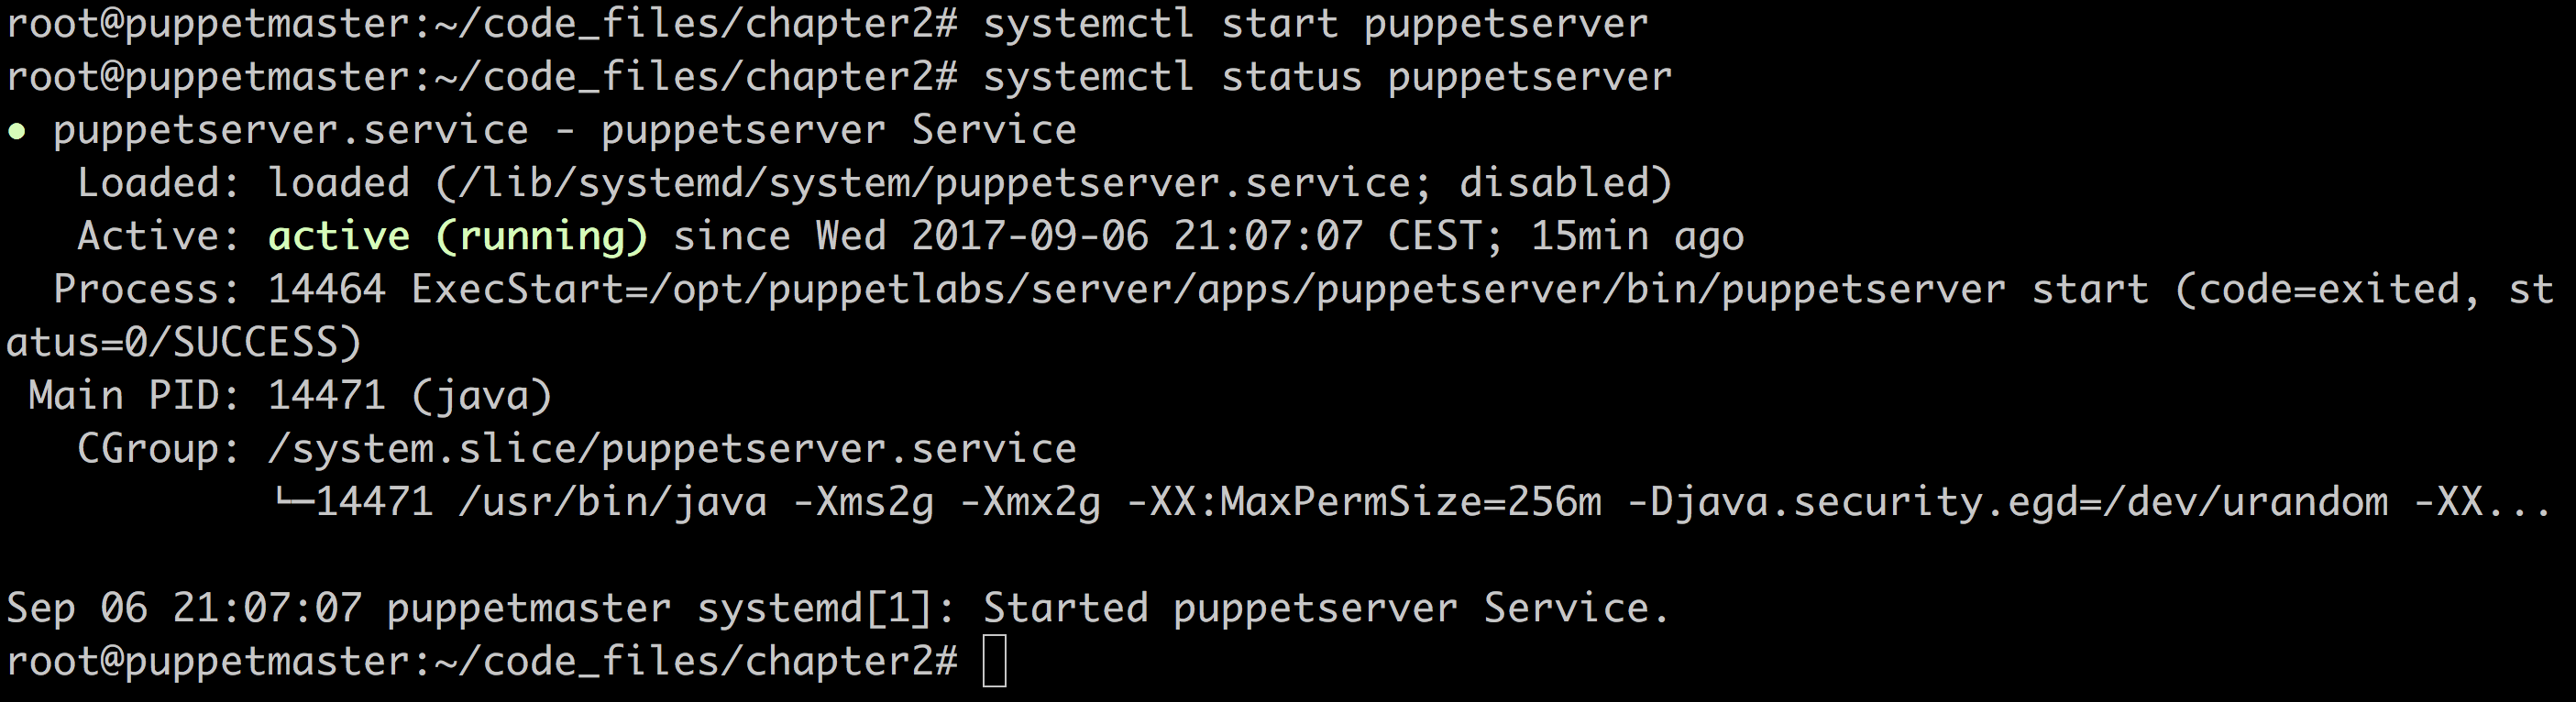 root@puppetmaster:~/code_files/chapter2# systemctl start puppetserver
root@puppetmaster:~/code_files/chapter2# systemctl status puppetserver
● puppetserver.service - puppetserver Service
   Loaded: loaded (/lib/systemd/system/puppetserver.service; disabled)
   Active: active (running) since Wed 2017-09-06 21:07:07 CEST; 15min ago
  Process: 14464 ExecStart=/opt/puppetlabs/server/apps/puppetserver/bin/puppetserver start (code=exited, st
atus=0/SUCCESS)
 Main PID: 14471 (java)
   CGroup: /system.slice/puppetserver.service
           └─14471 /usr/bin/java -Xms2g -Xmx2g -XX:MaxPermSize=256m -Djava.security.egd=/dev/urandom -XX...

Sep 06 21:07:07 puppetmaster systemd[1]: Started puppetserver Service.
root@puppetmaster:~/code_files/chapter2#